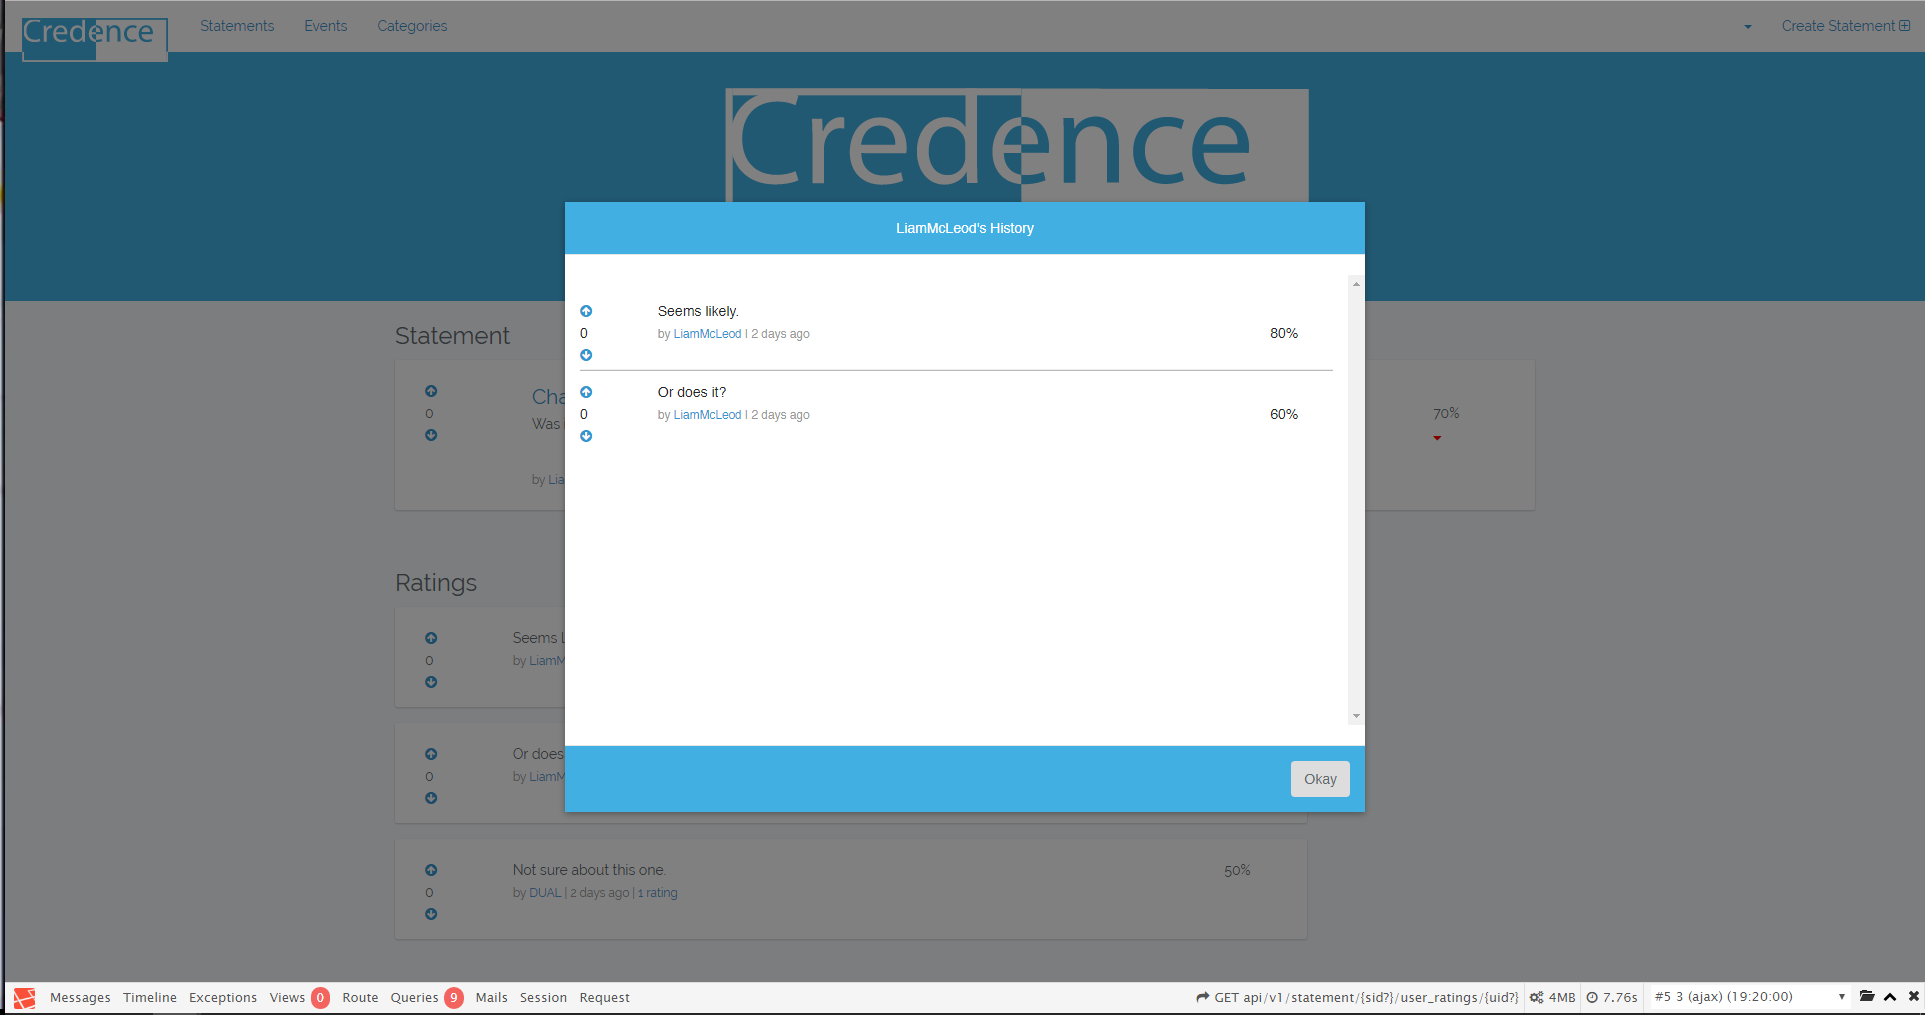 Credence Statements Events Categories Create Statement
Credence
LiamMcLeod's History
Seems likely.
0
by LiamMcLeod | 2 days ago
80%
Or does it?
0
by LiamMcLeod | 2 days ago
60%
Okay
Statement
0
Cha
Was
by Lia
70%
Ratings
Seems L
0
by LiamM
Or does
0
by LiamM
Not sure about this one.
50%
0
by DUAL | 2 days ago | 1 rating
Messages Timeline Exceptions Views 0 Route Queries 9 Mails Session Request GET api/v1/statement/{sid?}/user_ratings/{uid?} 4MB 7.76s #5 3 (ajax) (19:20:00)